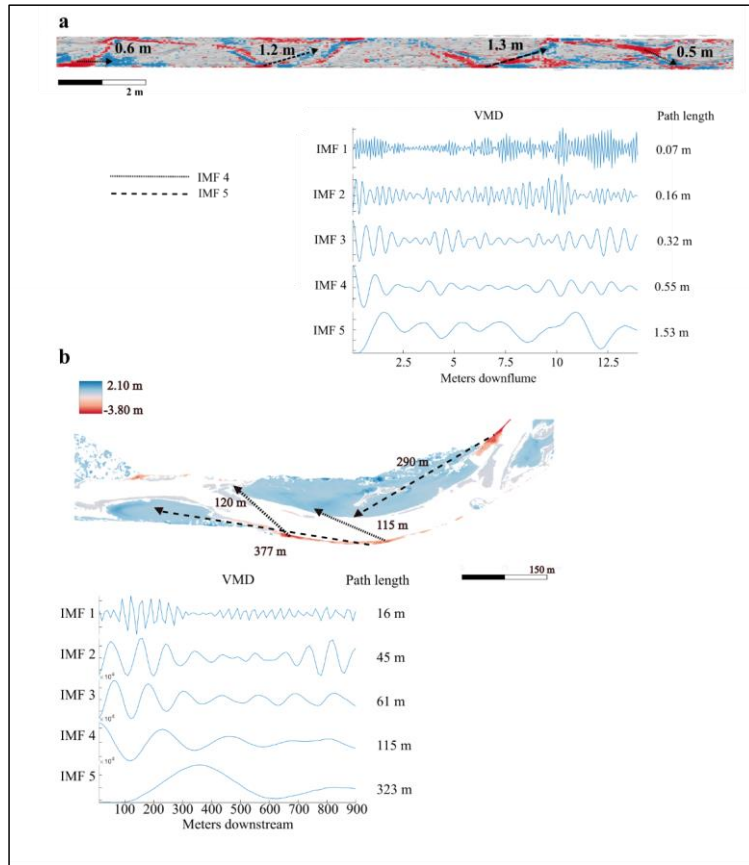 a
0.6 m
1.2 m
1.3 m
0.5 m
2 m
VMD Path length
IMF 1 0.07 m
IMF 2 0.16 m
IMF 3 0.32 m
IMF 4 0.55 m
IMF 5 1.53 m
2.5 5 7.5 10 12.5
Meters downflume
IMF 4
IMF 5
b
2.10 m
-3.80 m
290 m
120 m
115 m
377 m
150 m
VMD Path length
IMF 1 16 m
IMF 2 45 m
IMF 3 61 m
IMF 4 115 m
IMF 5 323 m
100 200 300 400 500 600 700 800 900
Meters downstream